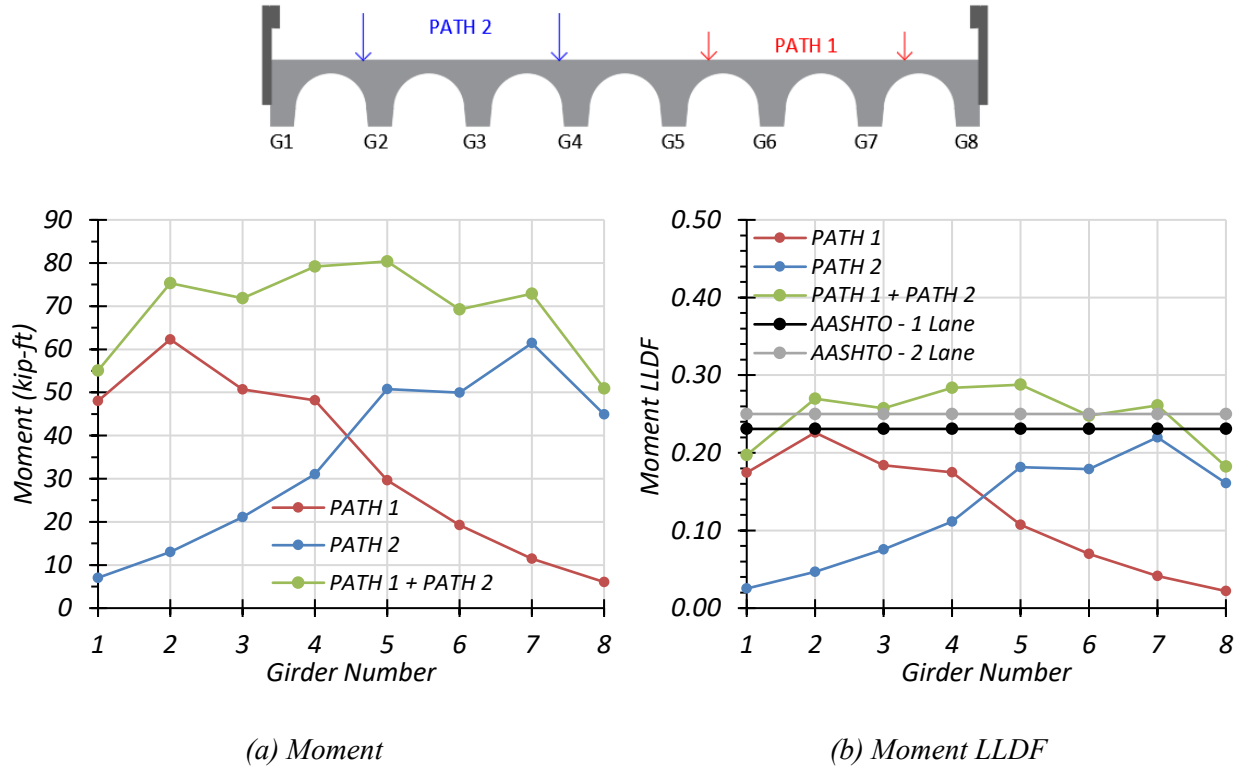 PATH 2
PATH 1
G1 G2 G3 G4 G5 G6 G7 G8
Moment (kip-ft)
90
80
70
60
50
40
30
20
10
0
PATH 1
PATH 2
PATH 1 + PATH 2
1 2 3 4 5 6 7 8
Girder Number
(a) Moment
Moment LLDF
0.50
0.40
0.30
0.20
0.10
0.00
PATH 1
PATH 2
PATH 1 + PATH 2
AASHTO - 1 Lane
AASHTO - 2 Lane
1 2 3 4 5 6 7 8
Girder Number
(b) Moment LLDF